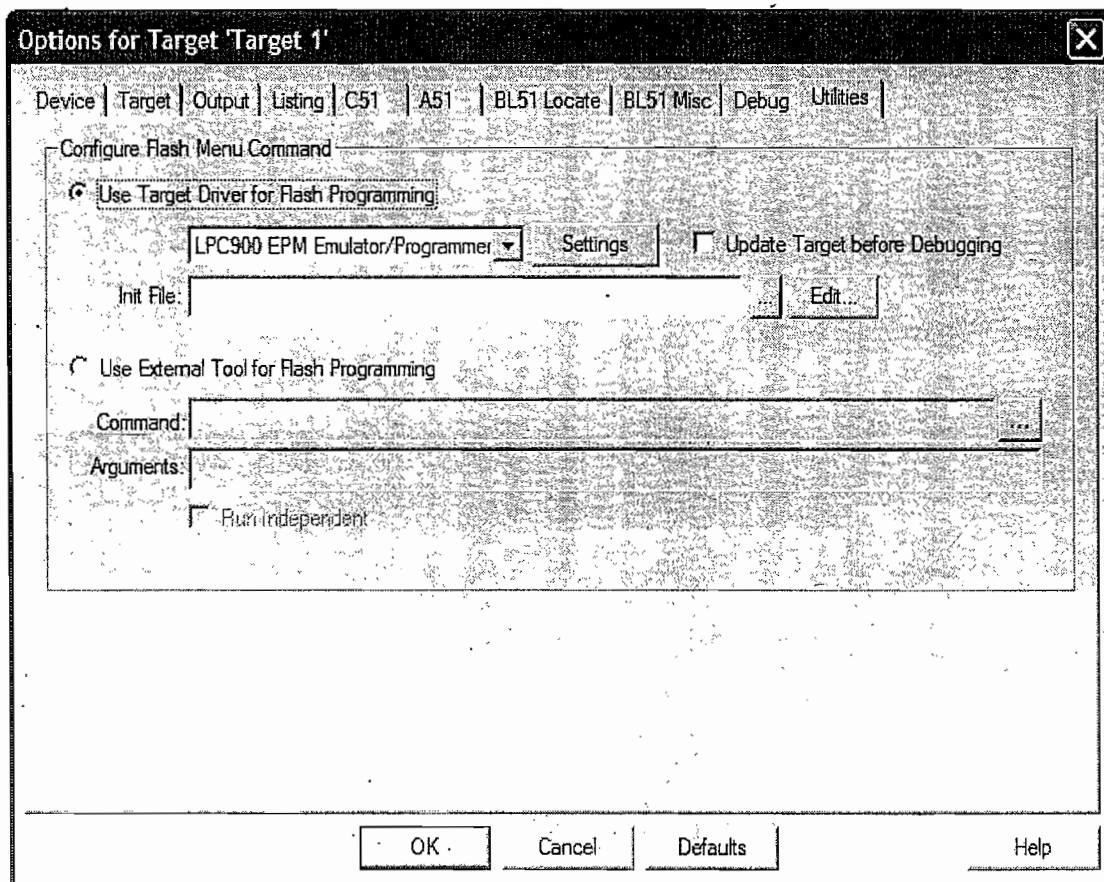 Options for Target 'Target 1'
Device Target Output Listing C51 A51 BL51 Locate BL51 Misc Debug Utilities
Configure Flash Menu Command
Use Target Driver for Flash Programming
LPC900 EPM Emulator/Programmer Settings Update Target before Debugging
Init File: ... Edit...
Use External Tool for Flash Programming
Command: ...
Arguments:
Run Independent
OK Cancel Defaults Help